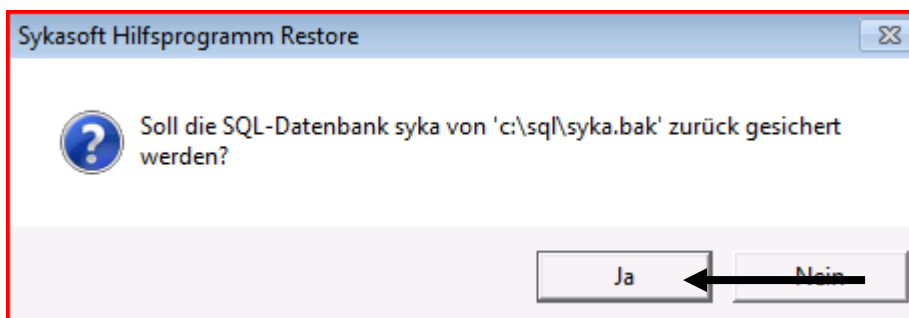 Sykasoft Hilfsprogramm Restore
Soll die SQL-Datenbank syka von 'c:\sql\syka.bak' zurück gesichert
werden?
Ja Nein